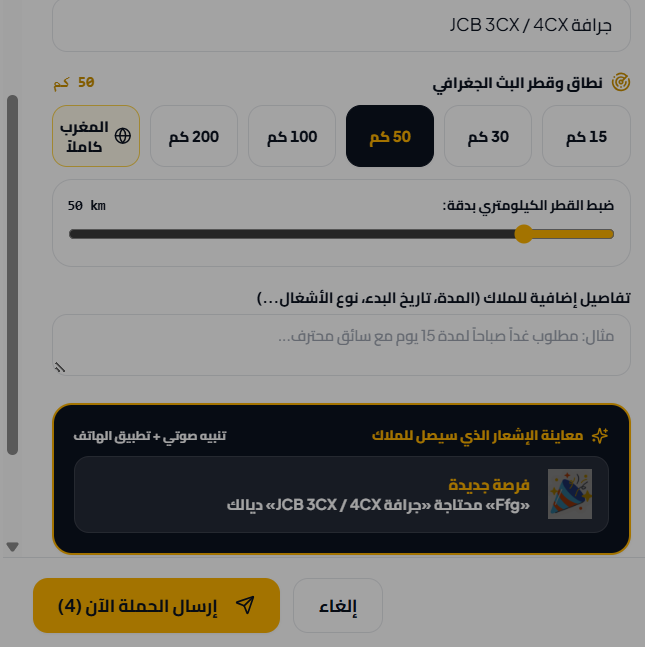 جرافة JCB 3CX / 4CX
نطاق وقطر البث الجغرافي
50 كم
15 كم
30 كم
50 كم
100 كم
200 كم
المغرب كاملاً
ضبط القطر الكيلومتري بدقة:
50 km
تفاصيل إضافية للملاك (المدة، تاريخ البدء، نوع الأشغال...)
مثال: مطلوب غداً صباحاً لمدة 15 يوم مع سائق محترف...
معاينة الإشعار الذي سيصل للملاك
تنبيه صوتي + تطبيق الهاتف
فرصة جديدة
«Ffg» محتاجة «جرافة JCB 3CX / 4CX» ديالك
إلغاء
إرسال الحملة الآن (4)